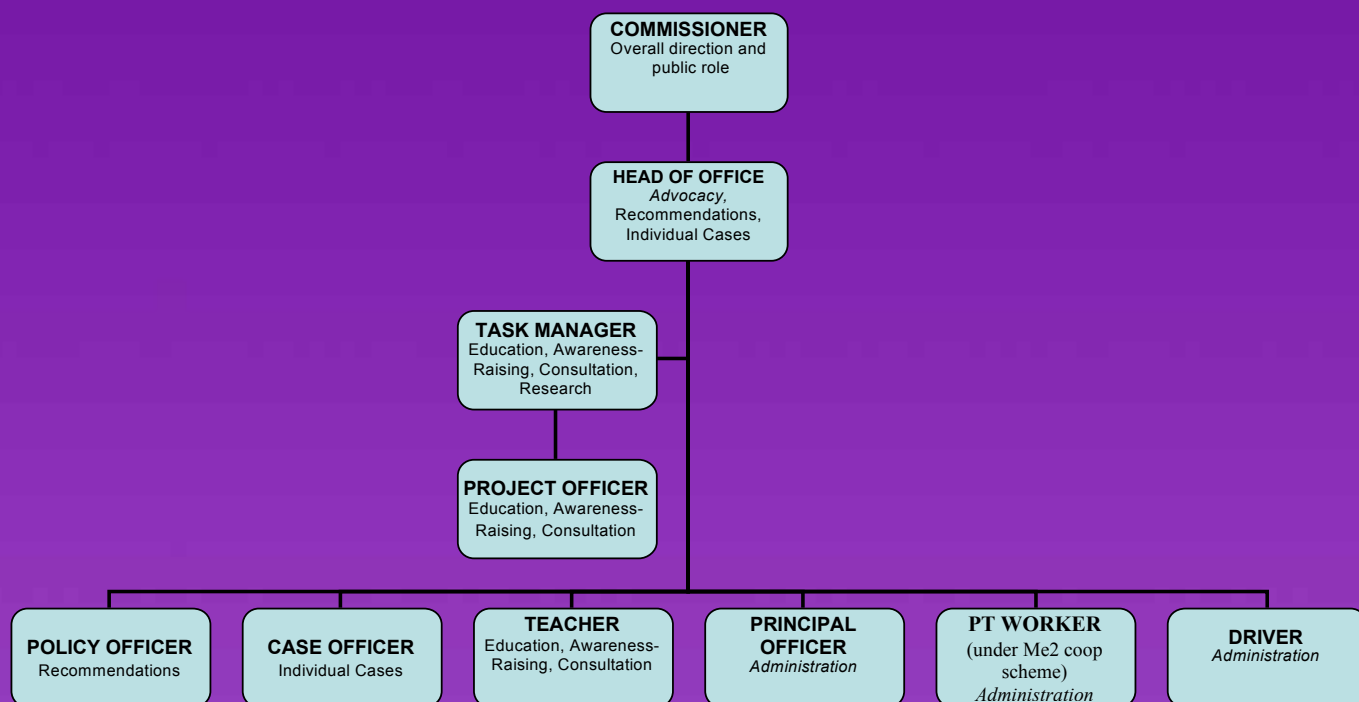 COMMISSIONER
Overall direction and
public role
HEAD OF OFFICE
Advocacy,
Recommendations,
Individual Cases
TASK MANAGER
Education, Awareness-
Raising, Consultation,
Research
PROJECT OFFICER
Education, Awareness-
Raising, Consultation
POLICY OFFICER
Recommendations
CASE OFFICER
Individual Cases
TEACHER
Education, Awareness-
Raising, Consultation
PRINCIPAL
OFFICER
Administration
PT WORKER
(under Me2 coop
scheme)
Administration
DRIVER
Administration